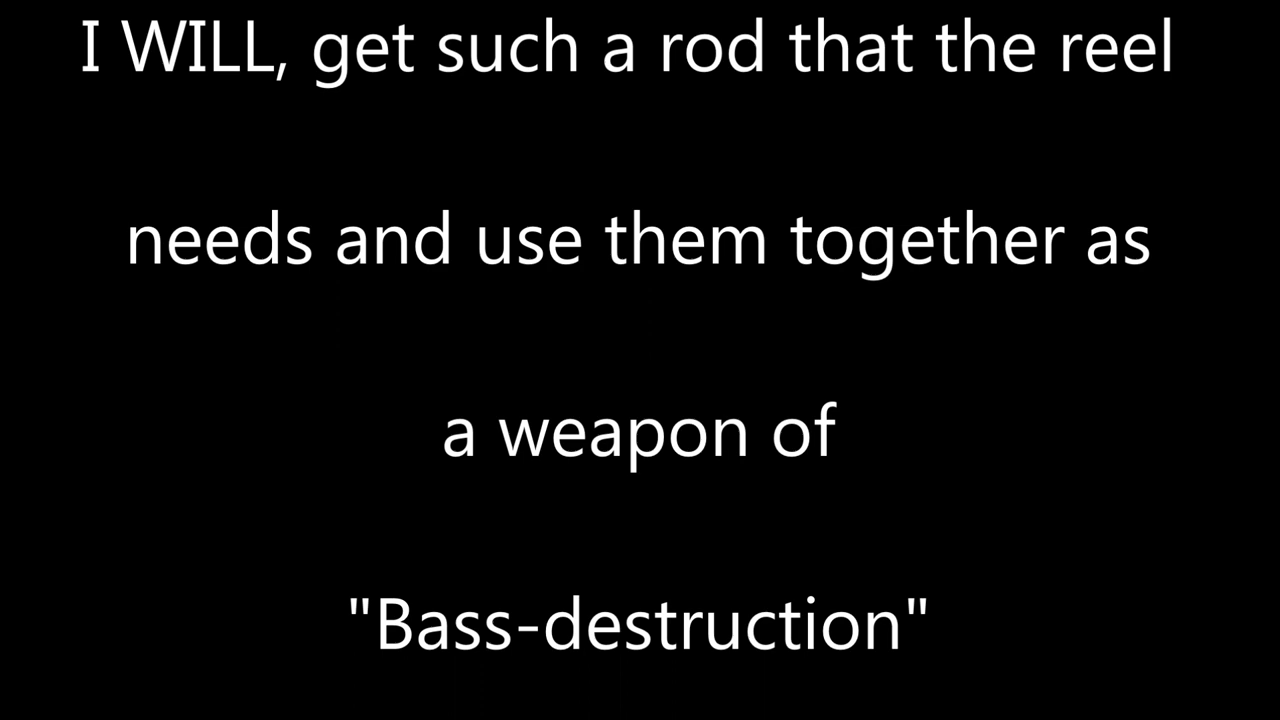 I WILL, get such a rod that the reel
needs and use them together as
a weapon of
"Bass-destruction"